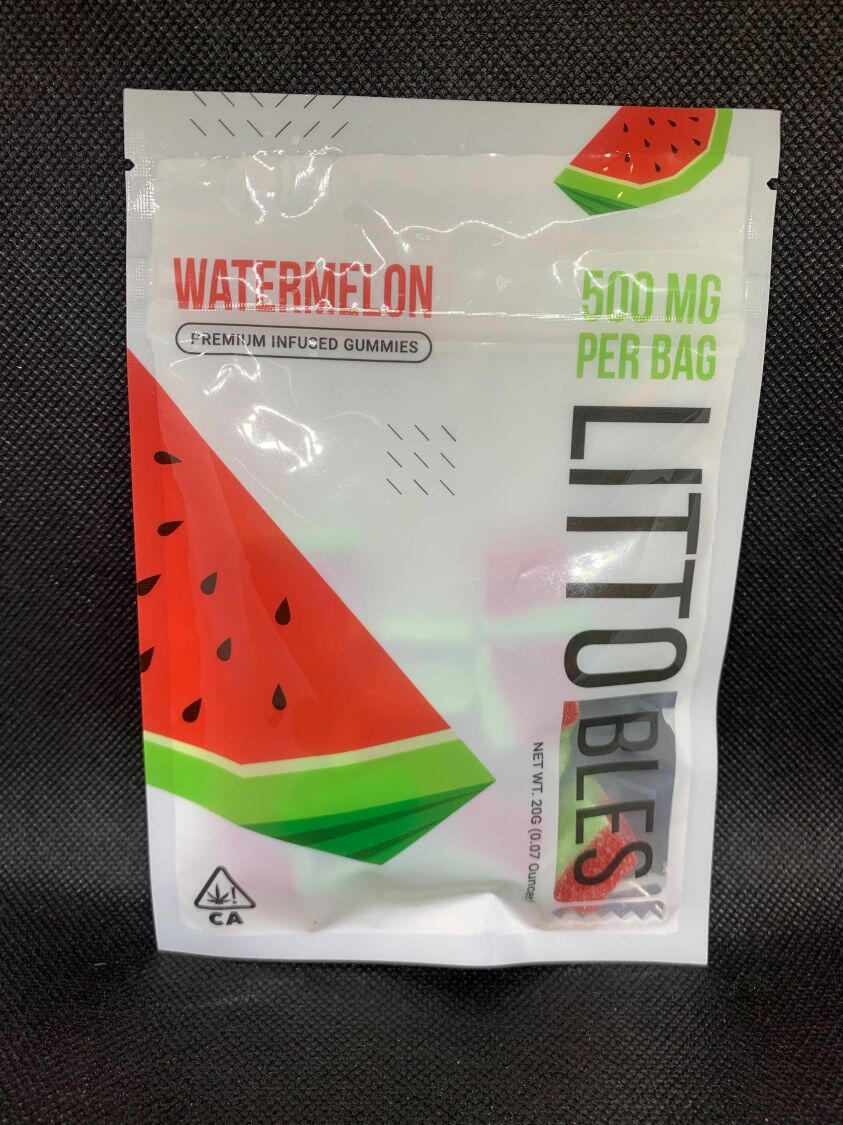 WATERMELON
PREMIUM INFUSED GUMMIES
500 MG
PER BAG
LITTOBLES
NET WT. 20G (0.07 Ounce)
CA